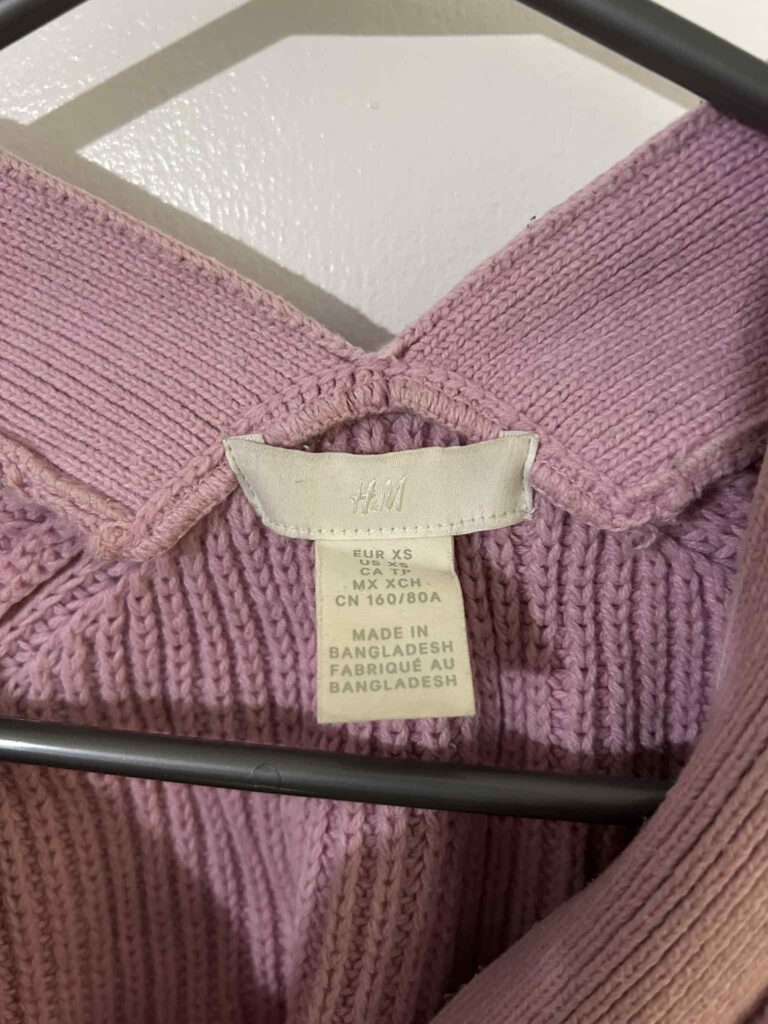 H&M
EUR XS
US XS
CA TP
MX XCH
CN 160/80A
MADE IN
BANGLADESH
FABRIQUÉ AU
BANGLADESH